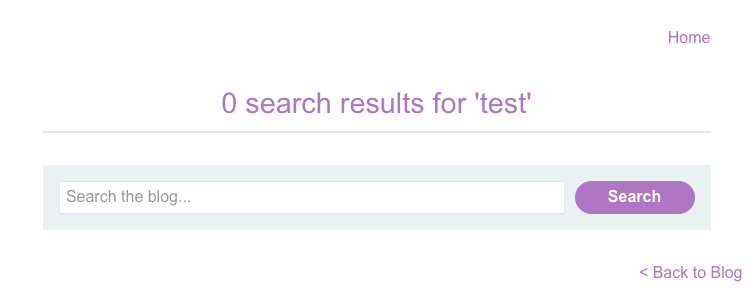 Home
0 search results for 'test'
Search the blog...
Search
< Back to Blog